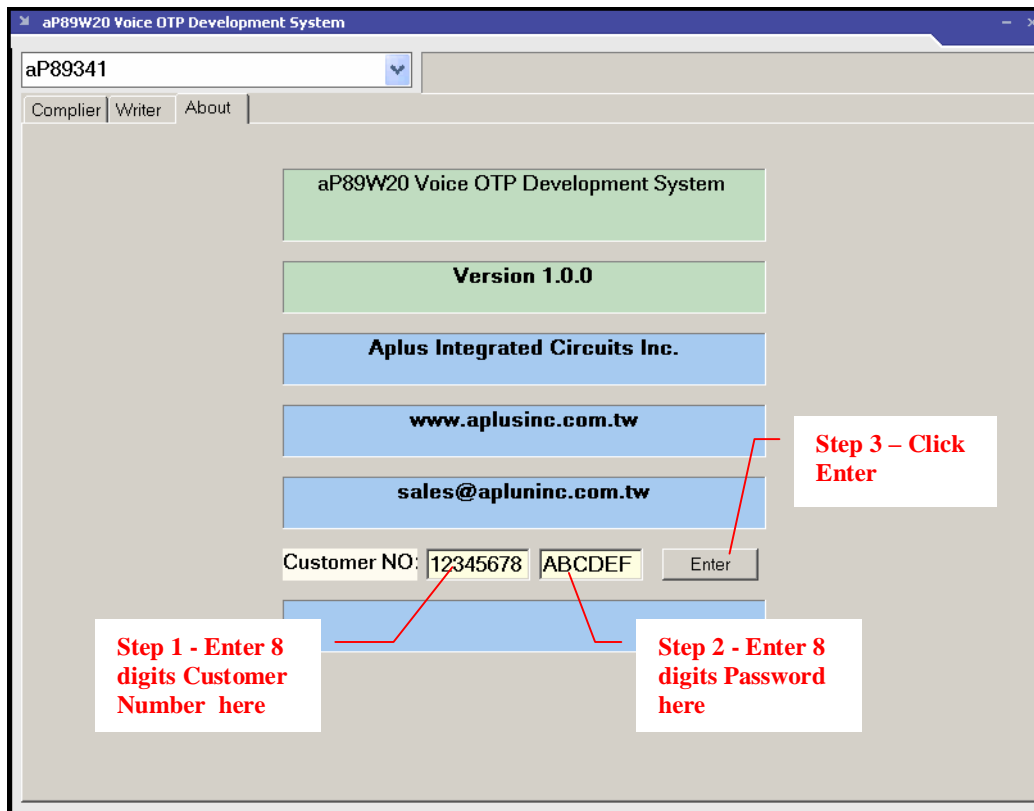 aP89W20 Voice OTP Development System
aP89341
Complier Writer About
aP89W20 Voice OTP Development System
Version 1.0.0
Aplus Integrated Circuits Inc.
www.aplusinc.com.tw
sales@apluninc.com.tw
Step 3 – Click
Enter
Customer NO: 12345678 ABCDEF Enter
Step 1 - Enter 8
digits Customer
Number here
Step 2 - Enter 8
digits Password
here